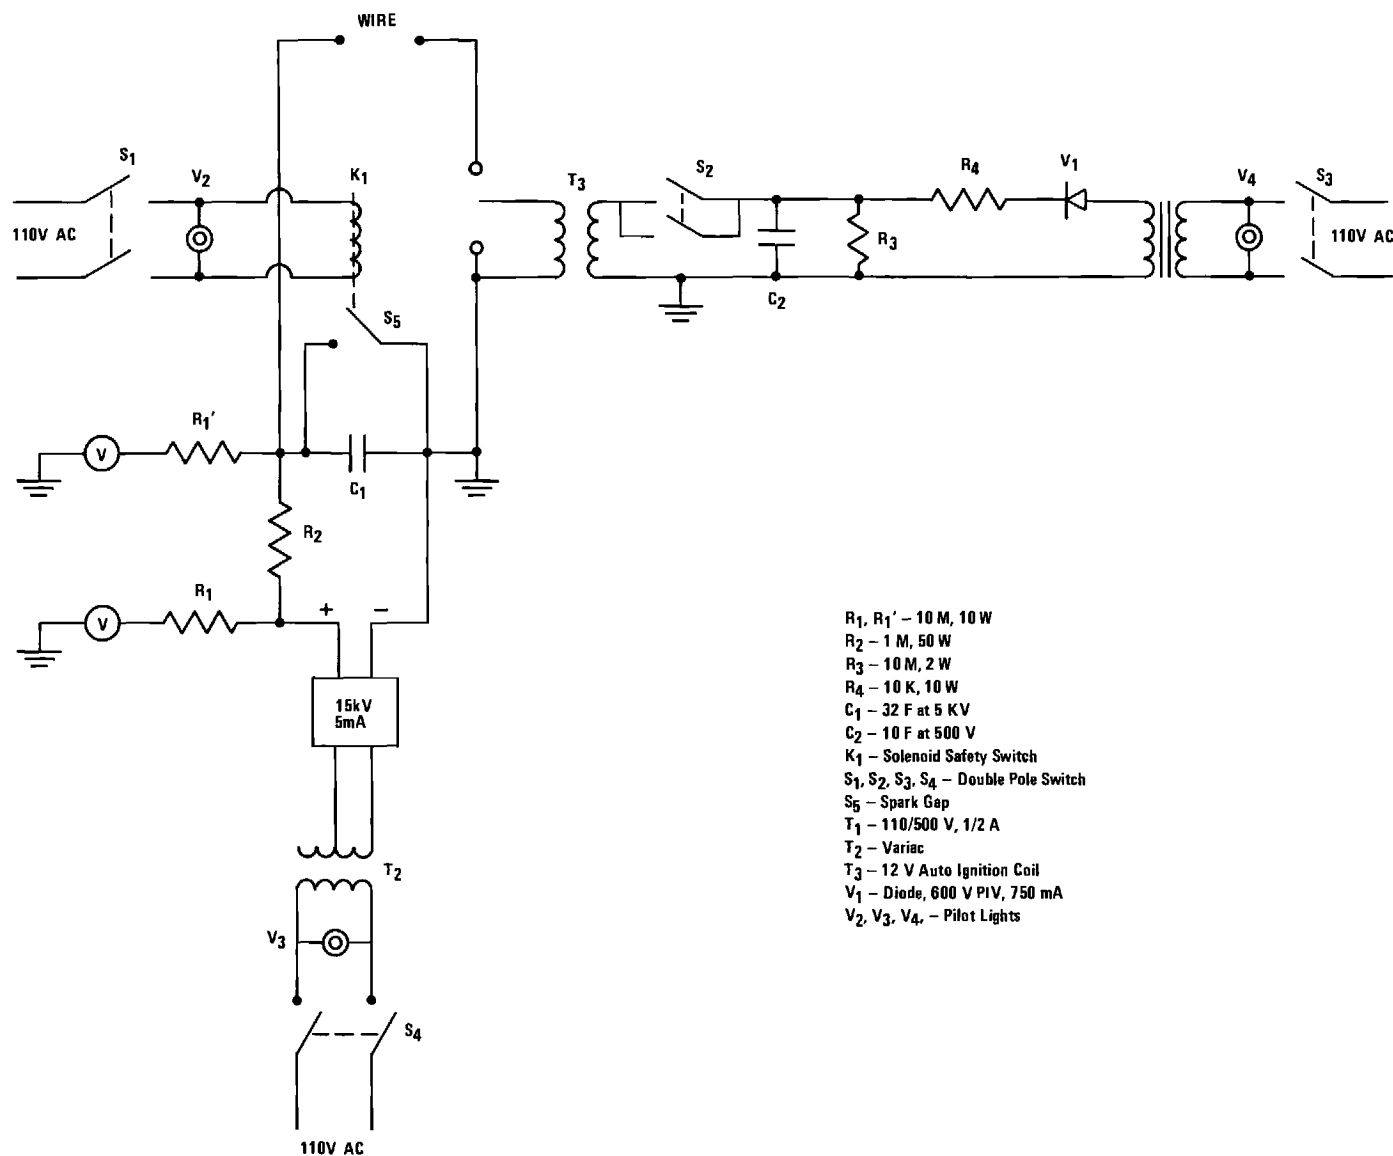 WIRE
S1
V2
K1
T3
S2
R4
V1
V4
S3
110V AC
110V AC
R3
C2
S5
R1'
V
C1
R2
R1
V
+
−
15kV
5mA
T2
V3
S4
110V AC
R1, R1' – 10 M, 10 W
R2 – 1 M, 50 W
R3 – 10 M, 2 W
R4 – 10 K, 10 W
C1 – 32 F at 5 KV
C2 – 10 F at 500 V
K1 – Solenoid Safety Switch
S1, S2, S3, S4 – Double Pole Switch
S5 – Spark Gap
T1 – 110/500 V, 1/2 A
T2 – Variac
T3 – 12 V Auto Ignition Coil
V1 – Diode, 600 V PIV, 750 mA
V2, V3, V4, – Pilot Lights